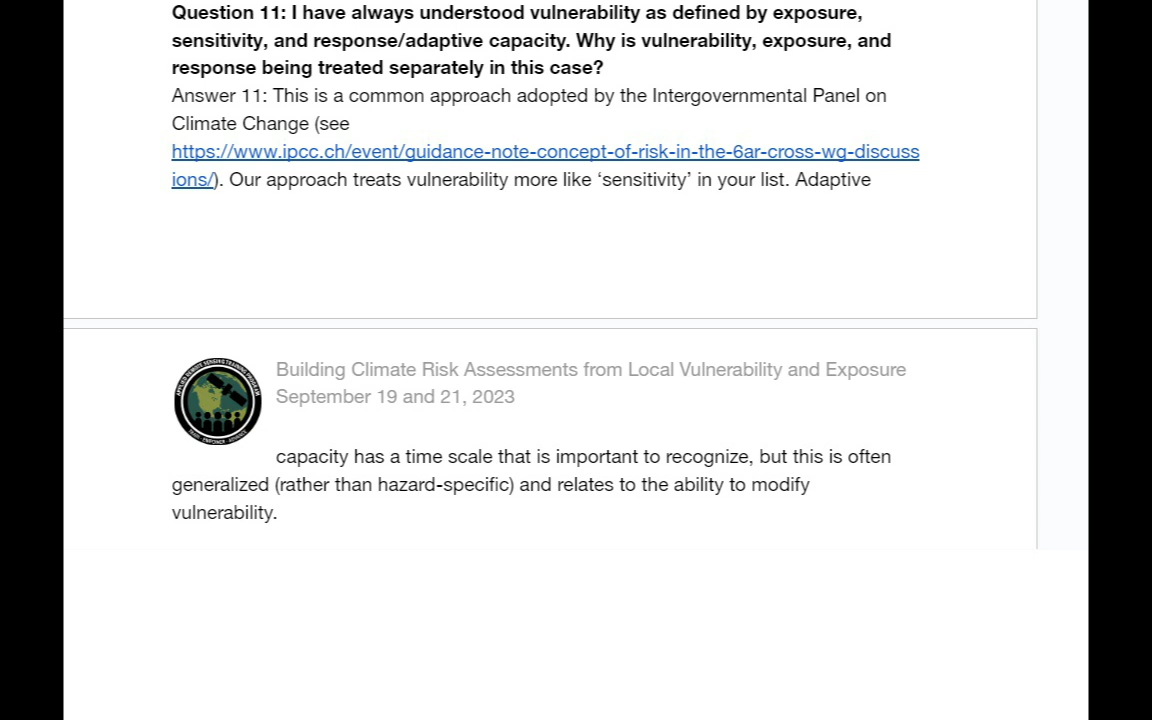 Question 11: I have always understood vulnerability as defined by exposure,
sensitivity, and response/adaptive capacity. Why is vulnerability, exposure, and
response being treated separately in this case?
Answer 11: This is a common approach adopted by the Intergovernmental Panel on
Climate Change (see
https://www.ipcc.ch/event/guidance-note-concept-of-risk-in-the-6ar-cross-wg-discuss
ions/). Our approach treats vulnerability more like ‘sensitivity’ in your list. Adaptive
APPLIED REMOTE SENSING TRAINING PROGRAM
Building Climate Risk Assessments from Local Vulnerability and Exposure
September 19 and 21, 2023
capacity has a time scale that is important to recognize, but this is often
generalized (rather than hazard-specific) and relates to the ability to modify
vulnerability.